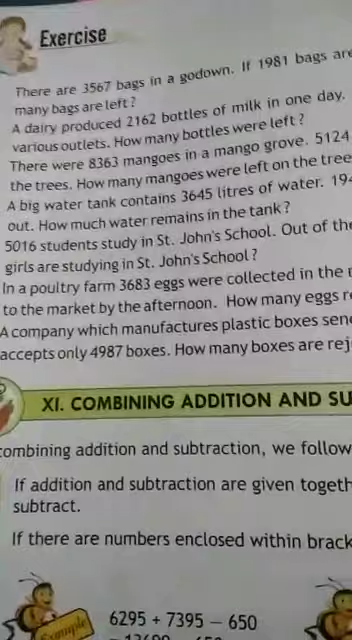 Exercise
There are 3567 bags in a godown. If 1981 bags are
many bags are left?
A dairy produced 2162 bottles of milk in one day.
various outlets. How many bottles were left?
There were 8363 mangoes in a mango grove. 5124
the trees. How many mangoes were left on the tree
A big water tank contains 3645 litres of water. 194
out. How much water remains in the tank?
5016 students study in St. John's School. Out of the
girls are studying in St. John's School?
In a poultry farm 3683 eggs were collected in the
to the market by the afternoon. How many eggs
A company which manufactures plastic boxes
accepts only 4987 boxes. How many boxes are
XI. COMBINING ADDITION AND SU
combining addition and subtraction, we follow
If addition and subtraction are given togeth
subtract.
If there are numbers enclosed within brack
Example
6295 + 7395 – 650